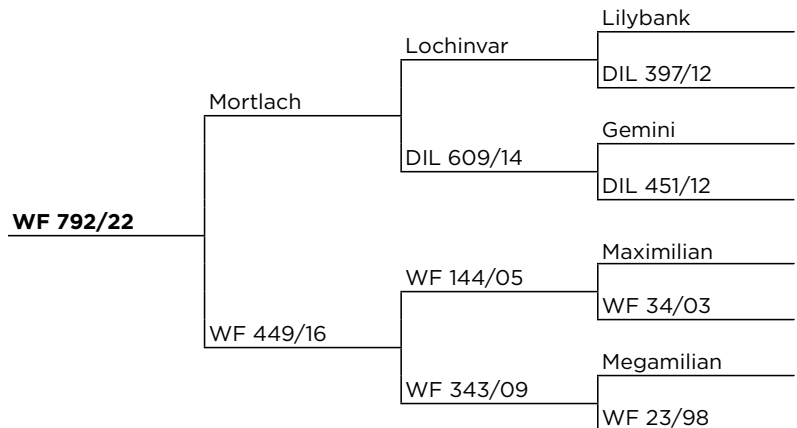 Lilybank
Lochinvar
DIL 397/12
Mortlach
Gemini
DIL 609/14
DIL 451/12
WF 792/22
Maximilian
WF 144/05
WF 34/03
WF 449/16
Megamilian
WF 343/09
WF 23/98